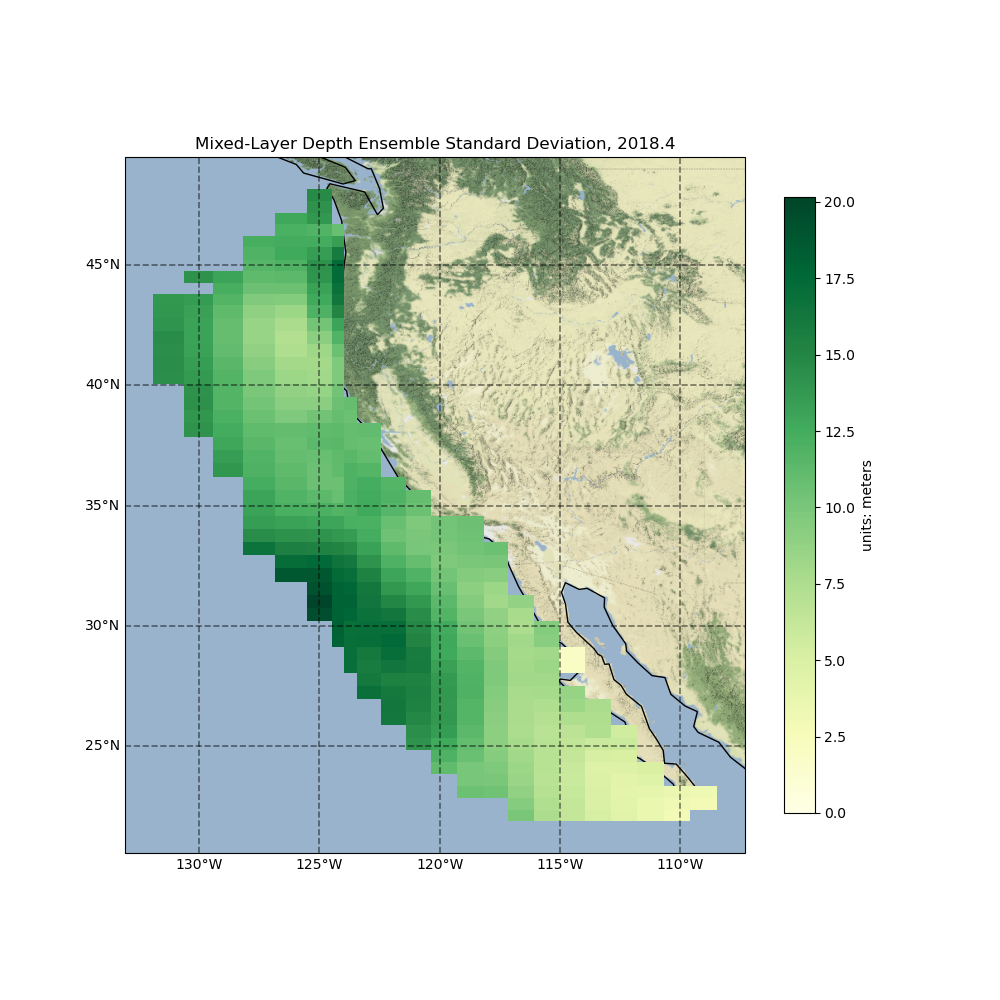 Mixed-Layer Depth Ensemble Standard Deviation, 2018.4
45°N
40°N
35°N
30°N
25°N
130°W
125°W
120°W
115°W
110°W
20.0
17.5
15.0
12.5
10.0
7.5
5.0
2.5
0.0
units: meters